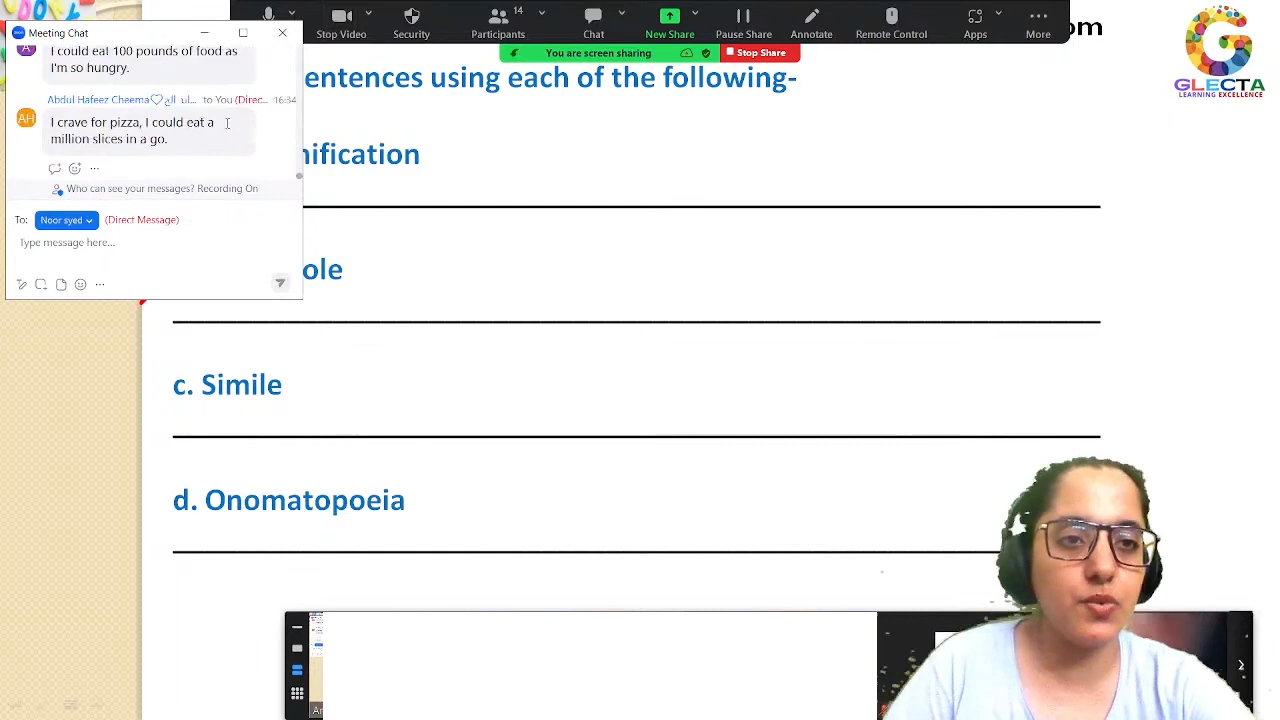 Meeting Chat
I could eat 100 pounds of food as
I'm so hungry.
Abdul Hafeez Cheema to You (Direc... 16:34
AH
I crave for pizza, I could eat a
million slices in a go.
Who can see your messages? Recording On
To: Noor syed (Direct Message)
Type message here...
Stop Video
Security
14
Participants
Chat
New Share
Pause Share
Annotate
Remote Control
Apps
More
You are screen sharing
Stop Share
om
G
GLECTA
LEARNING EXCELLENCE
entences using each of the following-
nification
ole
c. Simile
d. Onomatopoeia